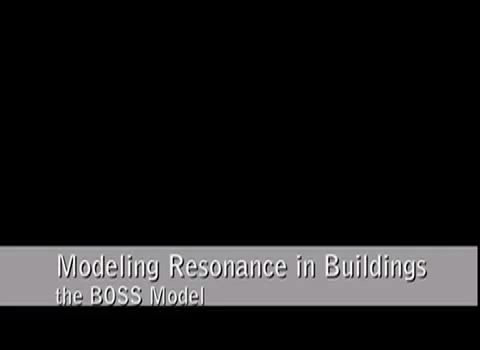 Modeling Resonance in Buildings
the BOSS Model